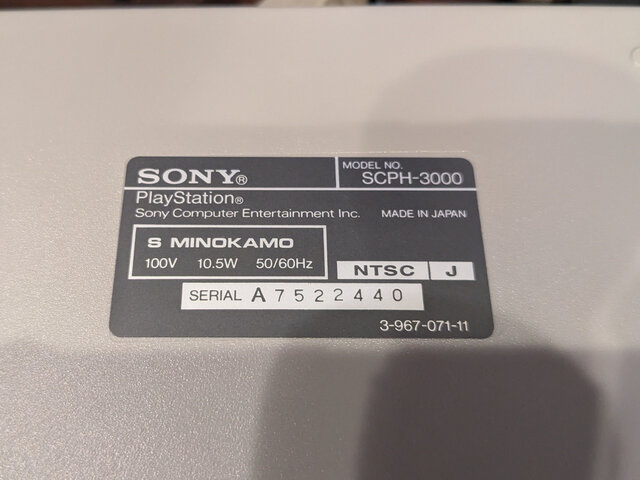 SONY®
MODEL NO.
SCPH-3000
PlayStation®
Sony Computer Entertainment Inc.
MADE IN JAPAN
S MINOKAMO
100V 10.5W 50/60Hz
NTSC J
SERIAL A7522440
3-967-071-11